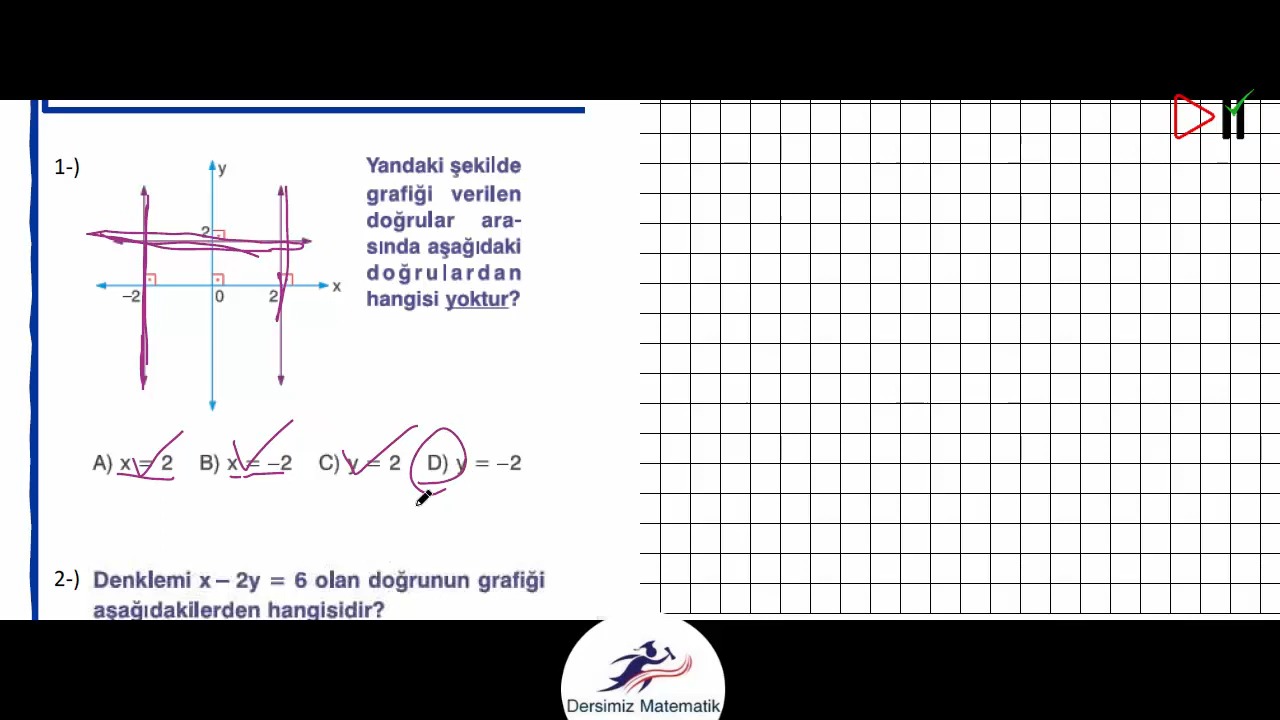 1-)
y
2
-2
0
2
x
Yandaki şekilde
grafiği verilen
doğrular ara-
sında aşağıdaki
doğrulardan
hangisi yoktur?
A) x = 2 B) x = -2 C) y = 2 D) y = -2
2-) Denklemi x – 2y = 6 olan doğrunun grafiği
aşağıdakilerden hangisidir?
Dersimiz Matematik